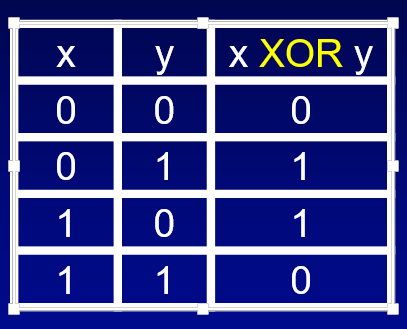 x y x XOR y
0 0 0
0 1 1
1 0 1
1 1 0